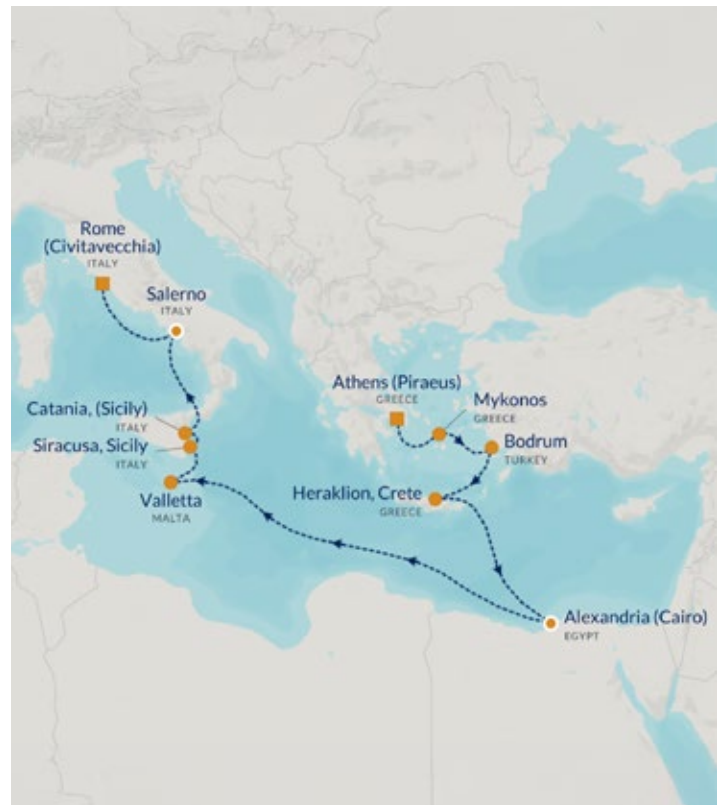 Rome
(Civitavecchia)
ITALY
Salerno
ITALY
Athens (Piraeus)
GREECE
Mykonos
GREECE
Catania, (Sicily)
ITALY
Siracusa, Sicily
ITALY
Bodrum
TURKEY
Heraklion, Crete
GREECE
Valletta
MALTA
Alexandria (Cairo)
EGYPT